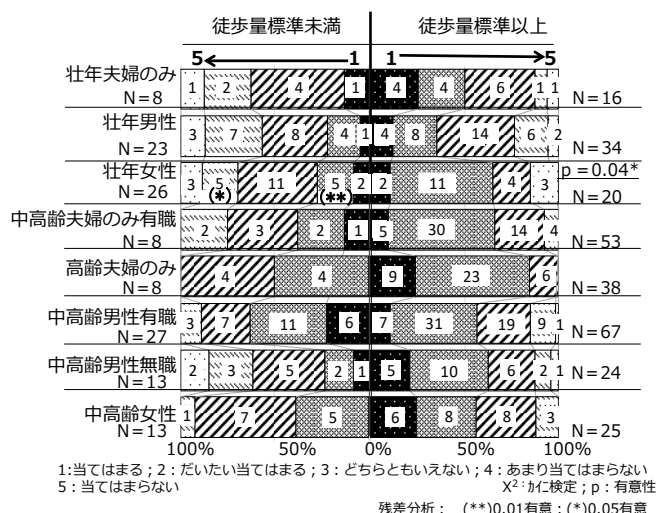 徒歩量標準未満 徒歩量標準以上
5 1 1 5
壮年夫婦のみ 1 2 4 1 4 4 6 1 1
N=8 N=16
壮年男性 3 7 8 4 1 4 8 14 6 2
N=23 N=34
壮年女性 3 5 11 5 2 2 11 4 3 p=0.04*
N=26 (*) (**) N=20
中高齢夫婦のみ有職 2 3 2 1 5 30 14 4
N=8 N=53
高齢夫婦のみ 4 4 9 23 6
N=8 N=38
中高齢男性有職 1 7 11 6 7 31 19 9 1
N=27 N=67
中高齢男性無職 2 3 5 2 1 5 10 6 2 1
N=13 N=24
中高齢女性 1 7 5 6 8 8 3
N=13 N=25
100% 50% 0% 50% 100%
1:当てはまる;2:だいたい当てはまる;3:どちらともいえない;4:あまり当てはまらない
5:当てはまらない X²:ｶｲ二検定;p:有意性
残差分析: (**)0.01有意;(*)0.05有意